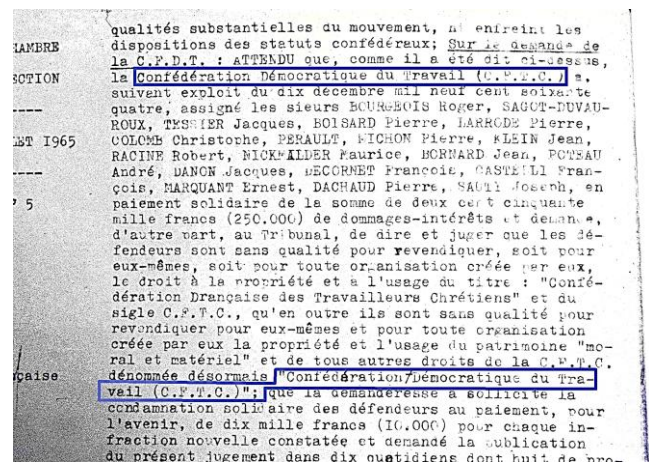 qualités substantielles du mouvement, ni enfreint les
dispositions des statuts confédéraux; Sur la demande de
la C.F.D.T. : ATTENDU que, comme il a été dit ci-dessus,
la Confédération Démocratique du Travail (C.F.T.C.) a,
suivant exploit du dix décembre mil neuf cent soixante
quatre, assigné les sieurs BOURGEOIS Roger, SAGOT-DUVAU-
ROUX, TESSIER Jacques, BOISARD Pierre, LARRODE Pierre,
COLOMB Christophe, PERAULT, FICHON Pierre, KLEIN Jean,
RACINE Robert, NICKMILDER Maurice, BORNARD Jean, POTEAU
André, DANON Jacques, DECORNET François, CASTELLI Fran-
çois, MARQUANT Ernest, DACHAUD Pierre, SAUTY Joseph, en
paiement solidaire de la somme de deux cent cinquante
mille francs (250.000) de dommages-intérêts et demande,
d'autre part, au Tribunal, de dire et juger que les dé-
fendeurs sont sans qualité pour revendiquer, soit pour
eux-mêmes, soit pour toute organisation créée par eux,
le droit à la propriété et à l'usage du titre : "Confé-
dération Drançaise des Travailleurs Chrétiens" et du
sigle C.F.T.C., qu'en outre ils sont sans qualité pour
revendiquer pour eux-mêmes et pour toute organisation
créée par eux la propriété et l'usage du patrimoine "mo-
ral et matériel" et de tous autres droits de la C.F.T.C.
dénommée désormais "Confédération/Démocratique du Tra-
vail (C.F.T.C.)"; que la demanderesse a sollicité la
condamnation solidaire des défendeurs au paiement, pour
l'avenir, de dix mille francs (10.000) pour chaque in-
fraction nouvelle constatée et demandé la publication
du présent jugement dans dix quotidiens dont huit de pro-
HAMBRE
ECTION
----
LET I965
----
° 5
nçaise